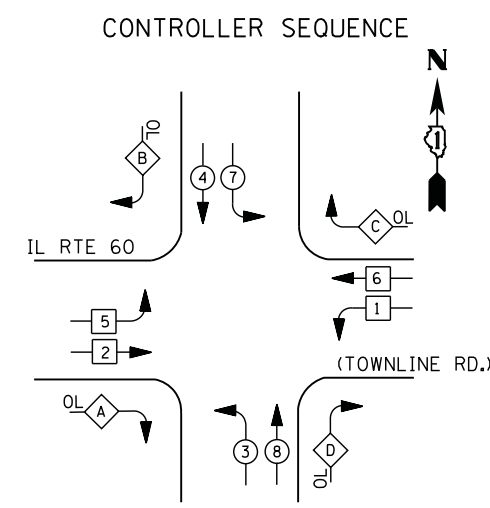 CONTROLLER SEQUENCE
N
1
OL
B
4
7
C
OL
IL RTE 60
6
5
1
2
(TOWNLINE RD.)
OL
A
3
8
D
OL